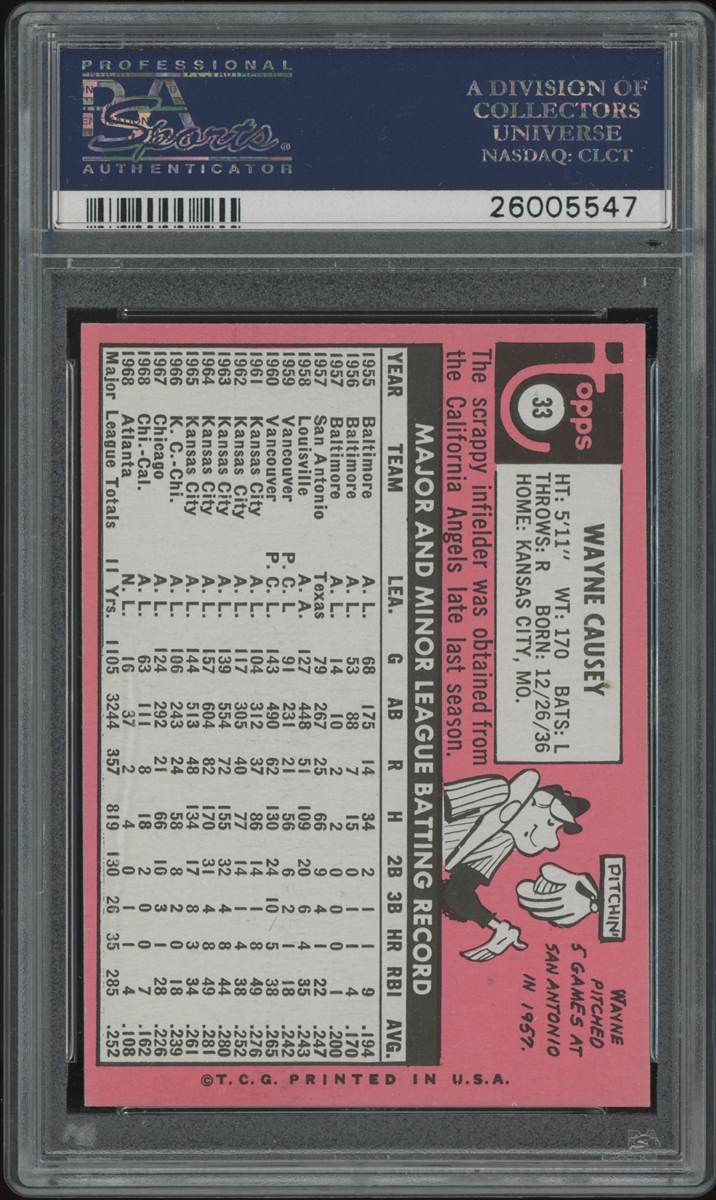 PROFESSIONAL
PSA
Sports®
AUTHENTICATOR
A DIVISION OF
COLLECTORS
UNIVERSE
NASDAQ: CLCT
26005547
Topps
33
WAYNE CAUSEY
HT: 5'11" WT: 170 BATS: L
THROWS: R BORN: 12/26/36
HOME: KANSAS CITY, MO.
The scrappy infielder was obtained from
the California Angels late last season.
PITCHIN'
WAYNE
PITCHED
5 GAMES AT
SAN ANTONIO
IN 1957.
MAJOR AND MINOR LEAGUE BATTING RECORD
YEAR TEAM LEA. G AB R H 2B 3B HR RBI AVG.
1955 Baltimore A. L. 68 175 14 34 2 1 1 9 .194
1956 Baltimore A. L. 53 88 7 15 0 1 1 4 .170
1957 Baltimore A. L. 14 10 2 2 0 0 0 1 .200
1957 San Antonio Texas 79 267 25 66 9 4 1 22 .247
1958 Louisville A. A. 127 448 51 109 20 6 4 35 .243
1959 Vancouver P. C. L. 91 231 21 56 6 2 1 18 .242
1960 Vancouver P. C. L. 143 490 62 130 24 10 5 38 .265
1961 Kansas City A. L. 104 312 37 86 14 1 8 49 .276
1962 Kansas City A. L. 117 305 40 77 14 1 4 38 .252
1963 Kansas City A. L. 139 554 72 155 32 4 8 44 .280
1964 Kansas City A. L. 157 604 82 170 31 4 8 49 .281
1965 Kansas City A. L. 144 513 48 134 17 8 3 34 .261
1966 K. C.-Chi. A. L. 106 243 24 58 8 2 0 18 .239
1967 Chicago A. L. 124 292 21 66 10 3 1 28 .226
1968 Chi.-Cal. A. L. 63 111 8 18 2 0 0 7 .162
1968 Atlanta N. L. 16 37 2 4 0 1 1 4 .108
Major League Totals 11 Yrs. 1105 3244 357 819 130 26 35 285 .252
©T.C.G. PRINTED IN U.S.A.